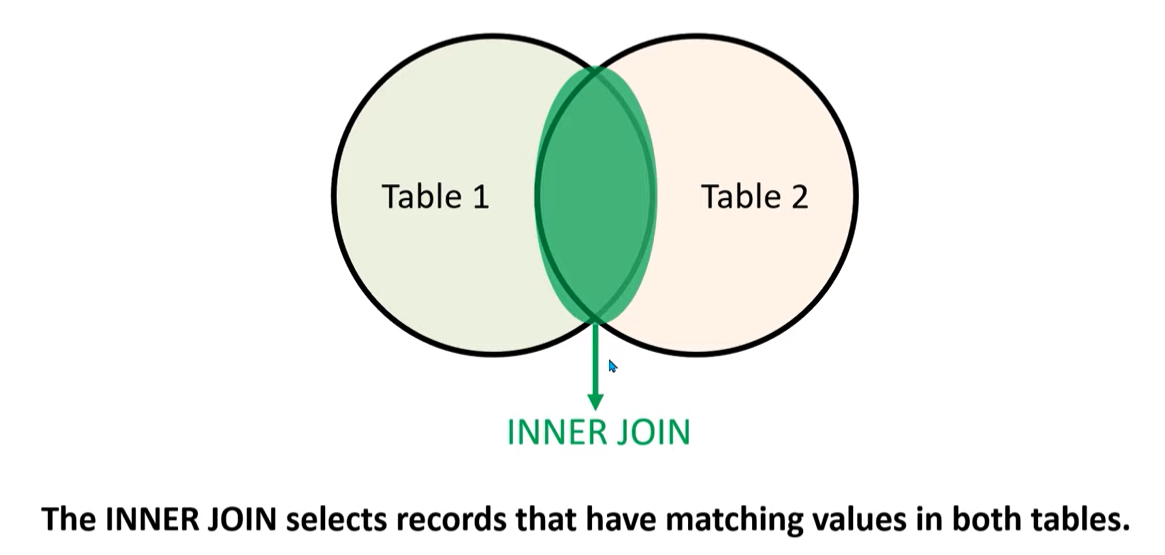 Table 1
Table 2
INNER JOIN
The INNER JOIN selects records that have matching values in both tables.